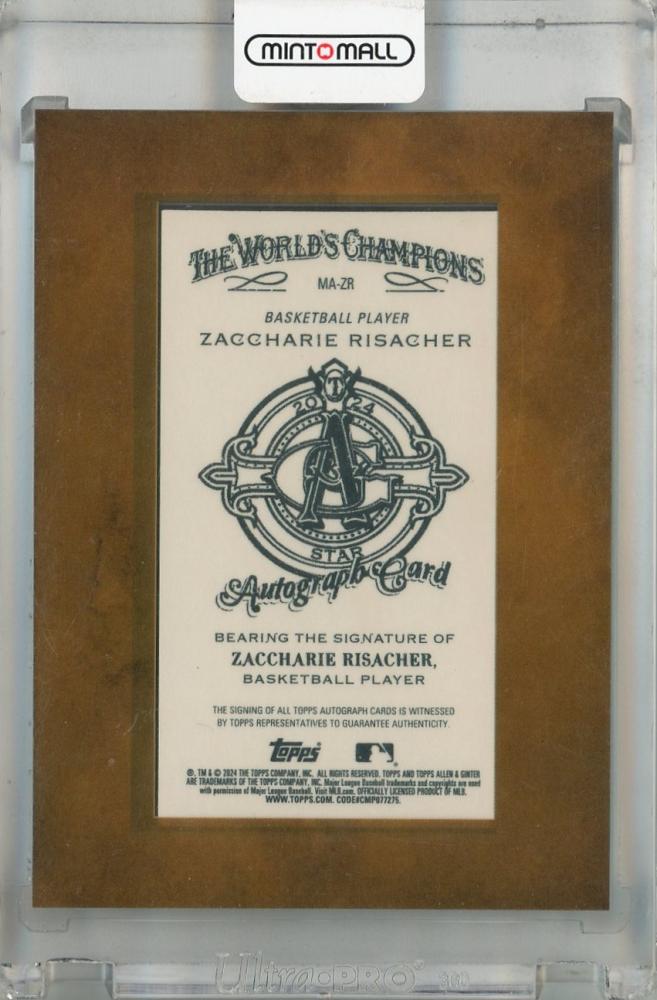 MINTOMALL
THE WORLD'S CHAMPIONS
MA-ZR
BASKETBALL PLAYER
ZACCHARIE RISACHER
T
20 24
A&G
STAR
Autograph Card
BEARING THE SIGNATURE OF
ZACCHARIE RISACHER,
BASKETBALL PLAYER
THE SIGNING OF ALL TOPPS AUTOGRAPH CARDS IS WITNESSED
BY TOPPS REPRESENTATIVES TO GUARANTEE AUTHENTICITY.
topps®
®, TM & © 2024 THE TOPPS COMPANY, INC. ALL RIGHTS RESERVED. TOPPS AND TOPPS ALLEN & GINTER
ARE TRADEMARKS OF THE TOPPS COMPANY, INC. Major League Baseball trademarks and copyrights are used
with permission of Major League Baseball. Visit MLB.com. OFFICIALLY LICENSED PRODUCT OF MLB.
WWW.TOPPS.COM. CODE#CMP077275.
Ultra·PRO®